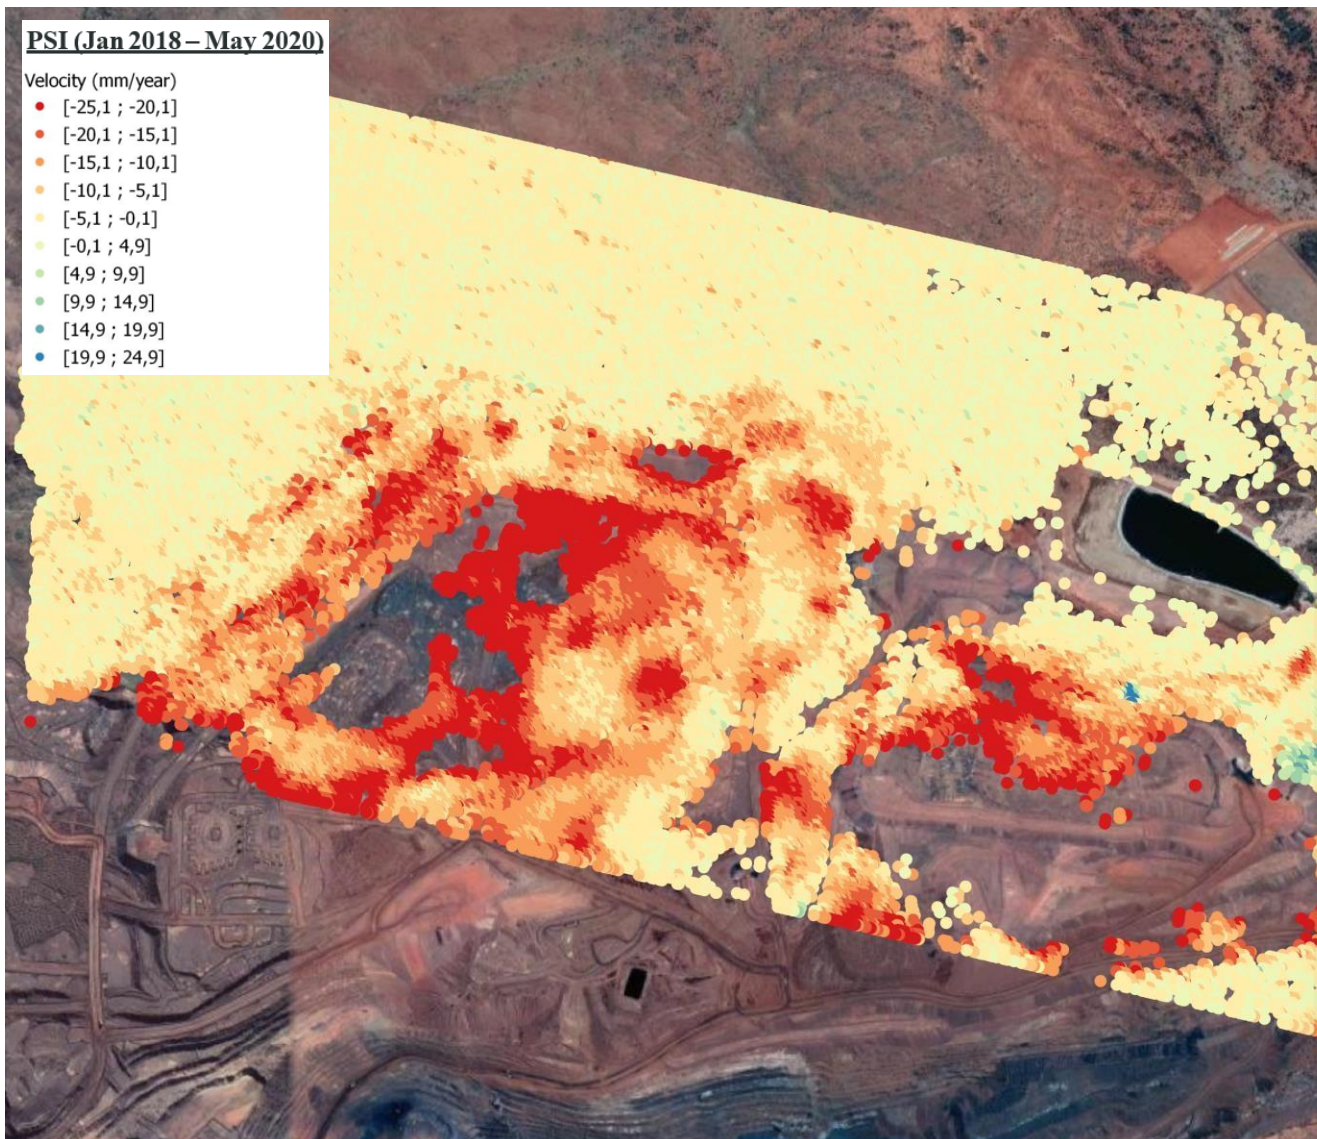 PSI (Jan 2018 – May 2020)
Velocity (mm/year)
[-25,1 ; -20,1]
[-20,1 ; -15,1]
[-15,1 ; -10,1]
[-10,1 ; -5,1]
[-5,1 ; -0,1]
[-0,1 ; 4,9]
[4,9 ; 9,9]
[9,9 ; 14,9]
[14,9 ; 19,9]
[19,9 ; 24,9]